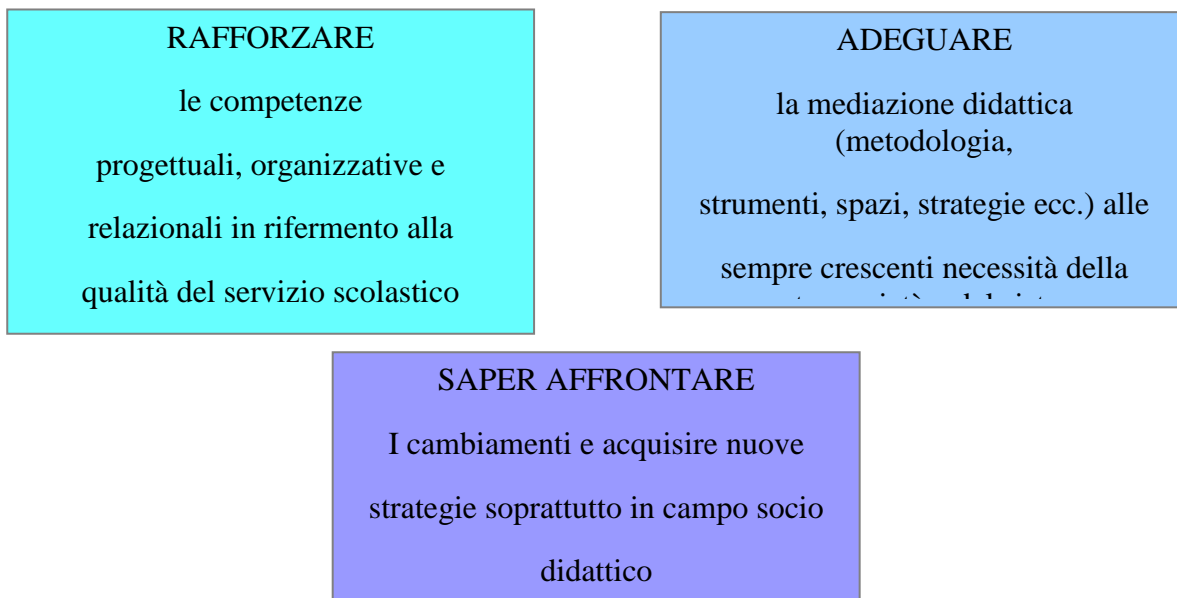 RAFFORZARE
le competenze
progettuali, organizzative e
relazionali in rifermento alla
qualità del servizio scolastico
ADEGUARE
la mediazione didattica
(metodologia,
strumenti, spazi, strategie ecc.) alle
sempre crescenti necessità della
SAPER AFFRONTARE
I cambiamenti e acquisire nuove
strategie soprattutto in campo socio
didattico